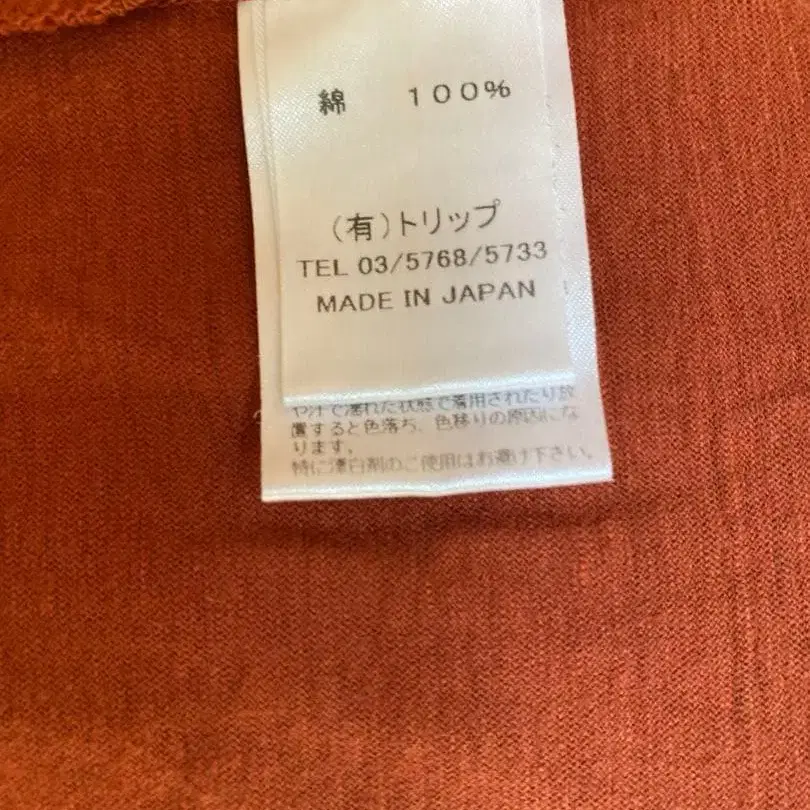 綿 100%
(有)トリップ
TEL 03/5768/5733
MADE IN JAPAN
や汗で濡れた状態で着用されたり放
置すると色落ち、色移りの原因にな
ります。
特に漂白剤のご使用はお避け下さい。